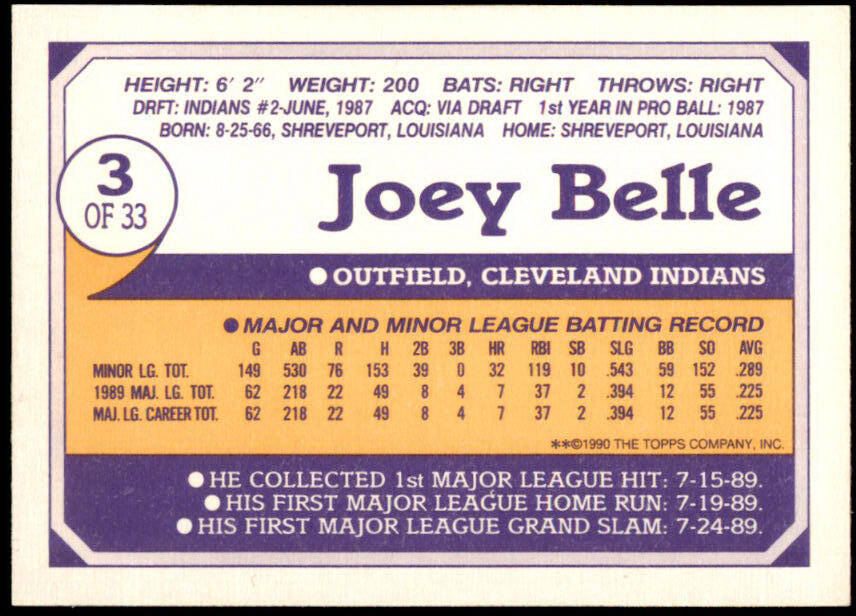 HEIGHT: 6' 2" WEIGHT: 200 BATS: RIGHT THROWS: RIGHT
DRFT: INDIANS #2-JUNE, 1987 ACQ: VIA DRAFT 1st YEAR IN PRO BALL: 1987
BORN: 8-25-66, SHREVEPORT, LOUISIANA HOME: SHREVEPORT, LOUISIANA
3
OF 33
Joey Belle
●OUTFIELD, CLEVELAND INDIANS
●MAJOR AND MINOR LEAGUE BATTING RECORD
G AB R H 2B 3B HR RBI SB SLG BB SO AVG
MINOR LG. TOT. 149 530 76 153 39 0 32 119 10 .543 59 152 .289
1989 MAJ. LG. TOT. 62 218 22 49 8 4 7 37 2 .394 12 55 .225
MAJ. LG. CAREER TOT. 62 218 22 49 8 4 7 37 2 .394 12 55 .225
**©1990 THE TOPPS COMPANY, INC.
●HE COLLECTED 1st MAJOR LEAGUE HIT: 7-15-89.
●HIS FIRST MAJOR LEAGUE HOME RUN: 7-19-89.
●HIS FIRST MAJOR LEAGUE GRAND SLAM: 7-24-89.